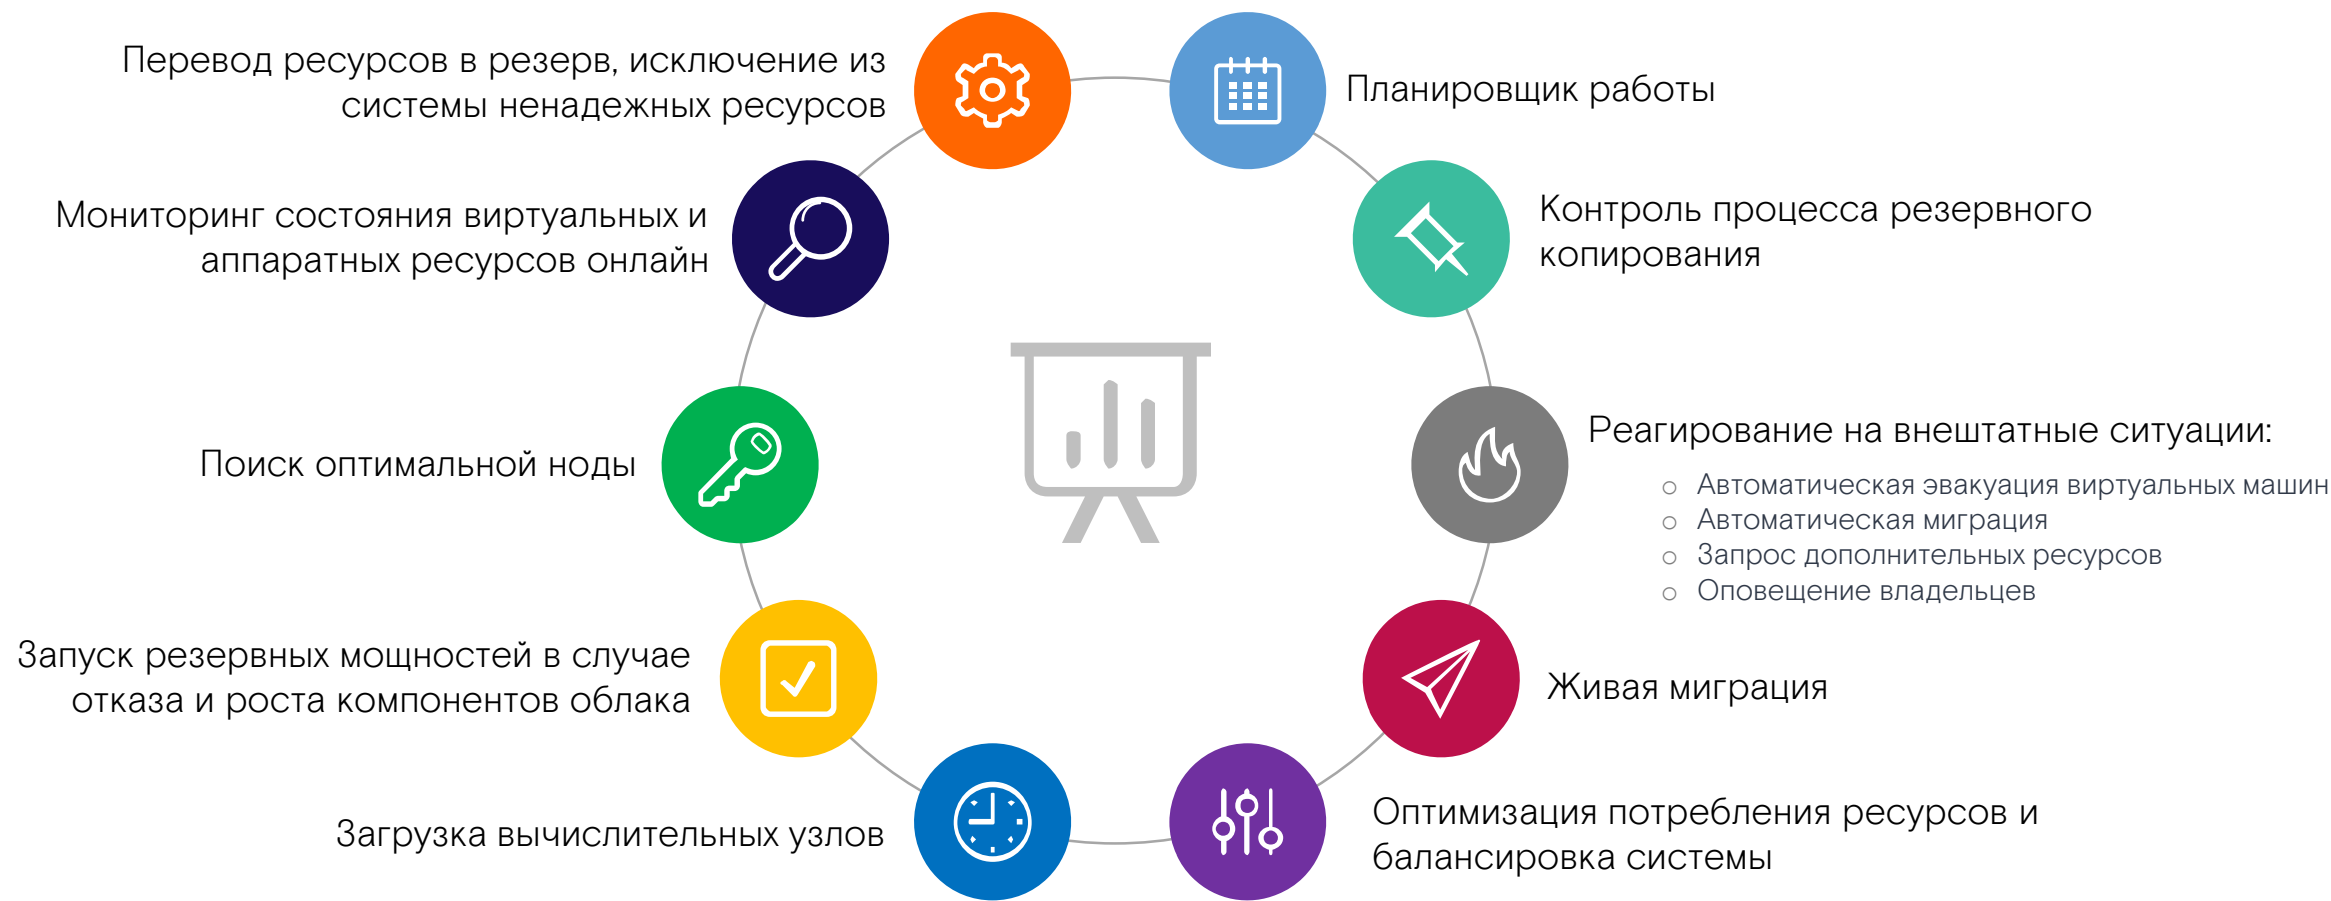 Перевод ресурсов в резерв, исключение из
системы ненадежных ресурсов
Планировщик работы
Мониторинг состояния виртуальных и
аппаратных ресурсов онлайн
Контроль процесса резервного
копирования
Поиск оптимальной ноды
Реагирование на внештатные ситуации:
Автоматическая эвакуация виртуальных машин
Автоматическая миграция
Запрос дополнительных ресурсов
Оповещение владельцев
Запуск резервных мощностей в случае
отказа и роста компонентов облака
Живая миграция
Загрузка вычислительных узлов
Оптимизация потребления ресурсов и
балансировка системы